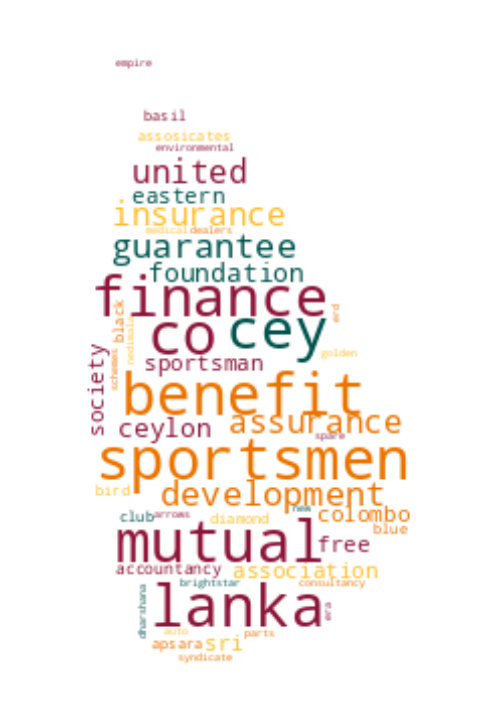 empire
basil
assosicates
environmental
united
eastern
insurance
medical dealers
guarantee
foundation
finance
black
erd
co cey
redimila
golden
schemes
sportsman
society
benefit
assurance
ceylon
spare
sportsmen
bird development
new
club arrows diamond colombo
blue
mutual free
accountancy association
brightstar consultancy
dharshana
lanka
era
auto parts
apsara sri
syndicate